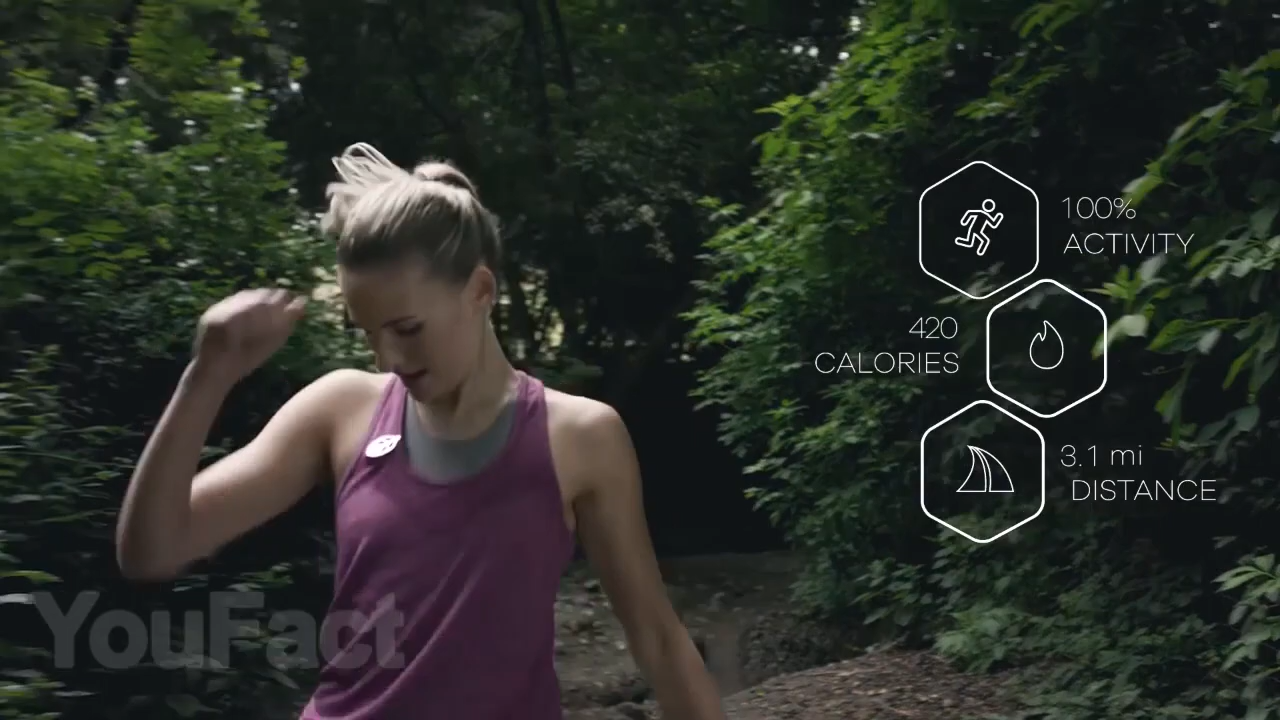 100%
ACTIVITY
420
CALORIES
3.1 mi
DISTANCE
YouFact